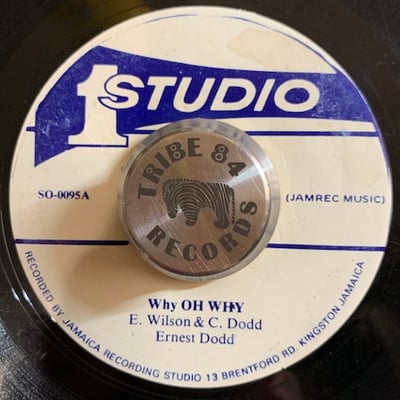 1 STUDIO
SO-0095A
(JAMREC MUSIC)
TRIBE 84
RECORDS
Why OH WHY
E. Wilson & C. Dodd
Ernest Dodd
RECORDED BY JAMAICA RECORDING STUDIO 13 BRENTFORD RD. KINGSTON JAMAICA